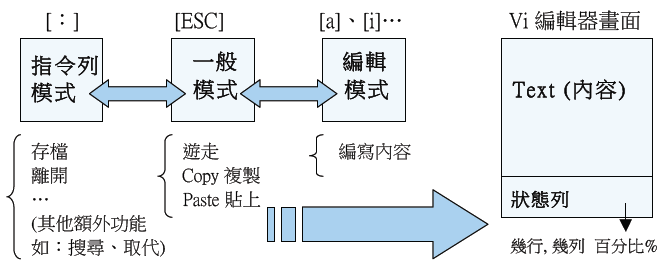 [：]
[ESC]
[a]、[i]…
Vi 編輯器畫面
指令列
模式
一般
模式
編輯
模式
Text (內容)
存檔
離開
…
(其他額外功能
如：搜尋、取代)
遊走
Copy 複製
Paste 貼上
編寫內容
狀態列
幾行, 幾列 百分比%